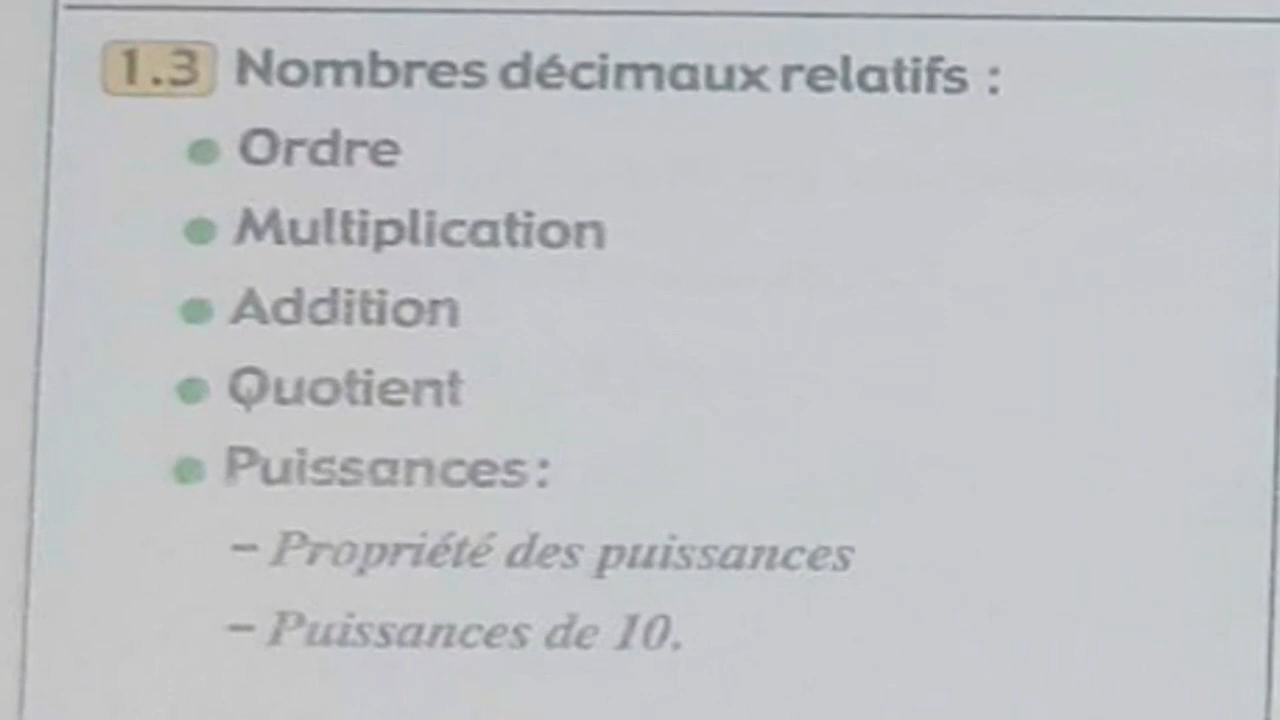 1.3 Nombres décimaux relatifs :
● Ordre
● Multiplication
● Addition
● Quotient
● Puissances :
– Propriété des puissances
– Puissances de 10.